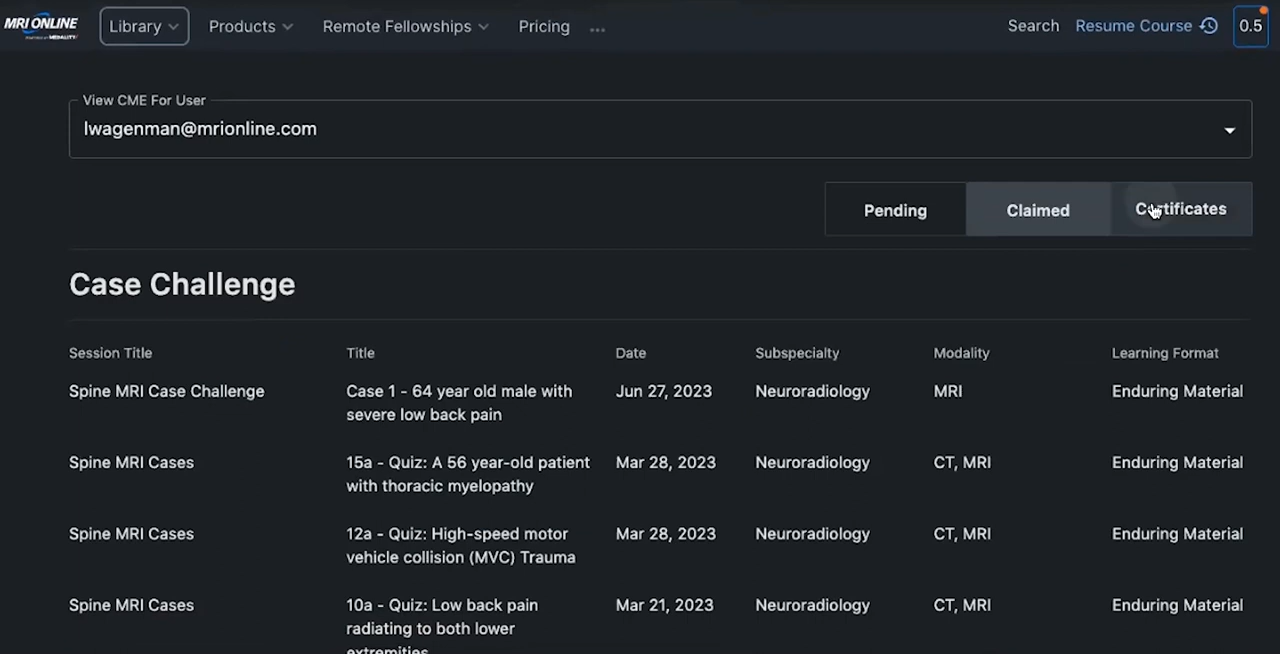 MRI ONLINE
POWERED BY MEDALITY
Library
Products
Remote Fellowships
Pricing
...
Search
Resume Course
0.5
View CME For User
lwagenman@mrionline.com
Pending
Claimed
Certificates
Case Challenge
Session Title
Title
Date
Subspecialty
Modality
Learning Format
Spine MRI Case Challenge
Case 1 - 64 year old male with
severe low back pain
Jun 27, 2023
Neuroradiology
MRI
Enduring Material
Spine MRI Cases
15a - Quiz: A 56 year-old patient
with thoracic myelopathy
Mar 28, 2023
Neuroradiology
CT, MRI
Enduring Material
Spine MRI Cases
12a - Quiz: High-speed motor
vehicle collision (MVC) Trauma
Mar 28, 2023
Neuroradiology
CT, MRI
Enduring Material
Spine MRI Cases
10a - Quiz: Low back pain
radiating to both lower
extremities
Mar 21, 2023
Neuroradiology
CT, MRI
Enduring Material